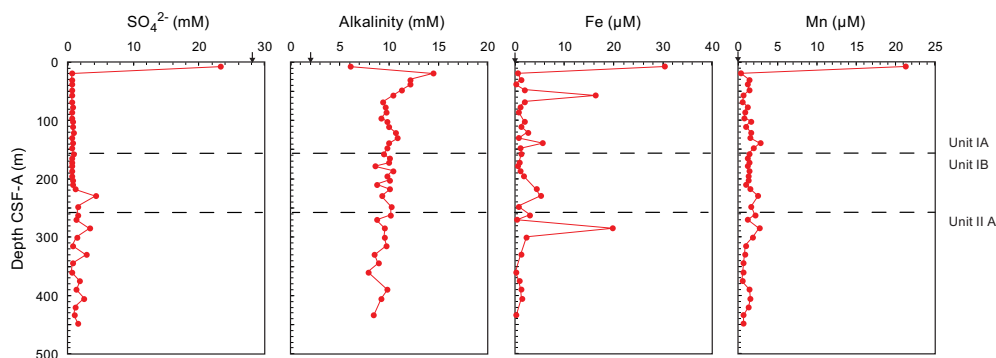 SO₄²⁻ (mM) Alkalinity (mM) Fe (µM) Mn (µM)
0 10 20 30 0 5 10 15 20 0 10 20 30 40 0 5 10 15 20 25
0
100
Unit IA
Unit IB
200
Unit II A
300
400
500
Depth CSF-A (m)